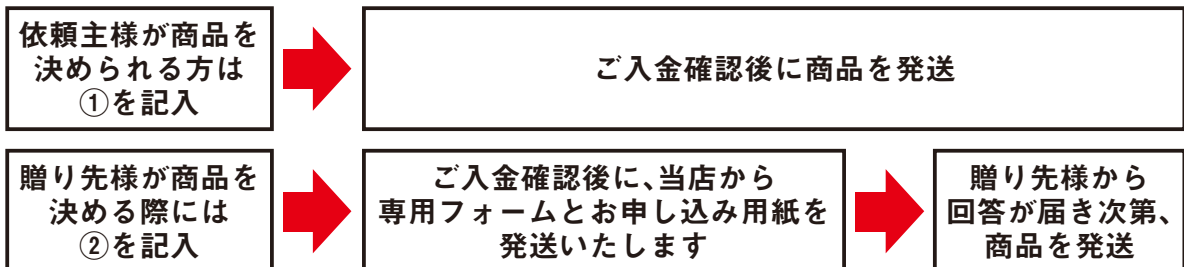 依頼主様が商品を
決められる方は
①を記入
ご入金確認後に商品を発送
贈り先様が商品を
決める際には
②を記入
ご入金確認後に、当店から
専用フォームとお申し込み用紙を
発送いたします
贈り先様から
回答が届き次第、
商品を発送